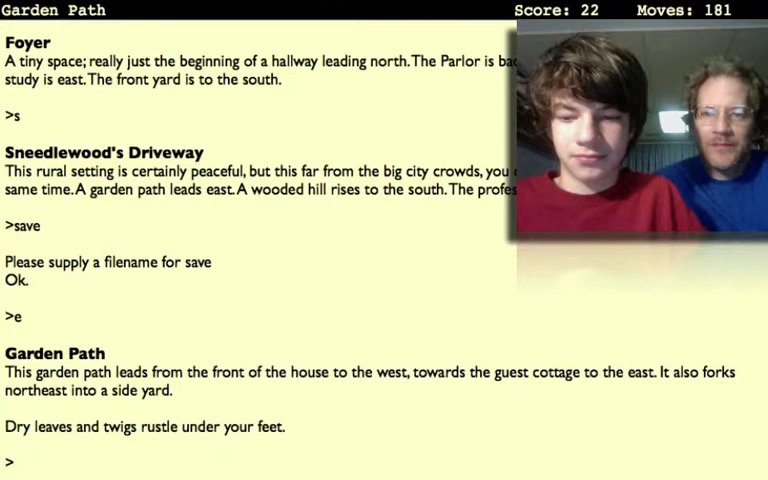 Garden Path Score: 22 Moves: 181
Foyer
A tiny space; really just the beginning of a hallway leading north. The Parlor is
study is east. The front yard is to the south.
>s
Sneedlewood's Driveway
This rural setting is certainly peaceful, but this far from the big city crowds, you
same time. A garden path leads east. A wooded hill rises to the south. The
>save
Please supply a filename for save
Ok.
>e
Garden Path
This garden path leads from the front of the house to the west, towards the guest cottage to the east. It also forks
northeast into a side yard.
Dry leaves and twigs rustle under your feet.
>